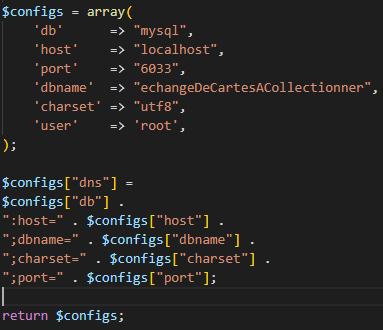 $configs = array(
    'db'      => "mysql",
    'host'    => "localhost",
    'port'    => "6033",
    'dbname'  => "echangeDeCartesACollectionner",
    'charset' => "utf8",
    'user'    => 'root',
);
$configs["dns"] =
$configs["db"] .
":host=" . $configs["host"] .
";dbname=" . $configs["dbname"] .
";charset=" . $configs["charset"] .
";port=" . $configs["port"];
return $configs;